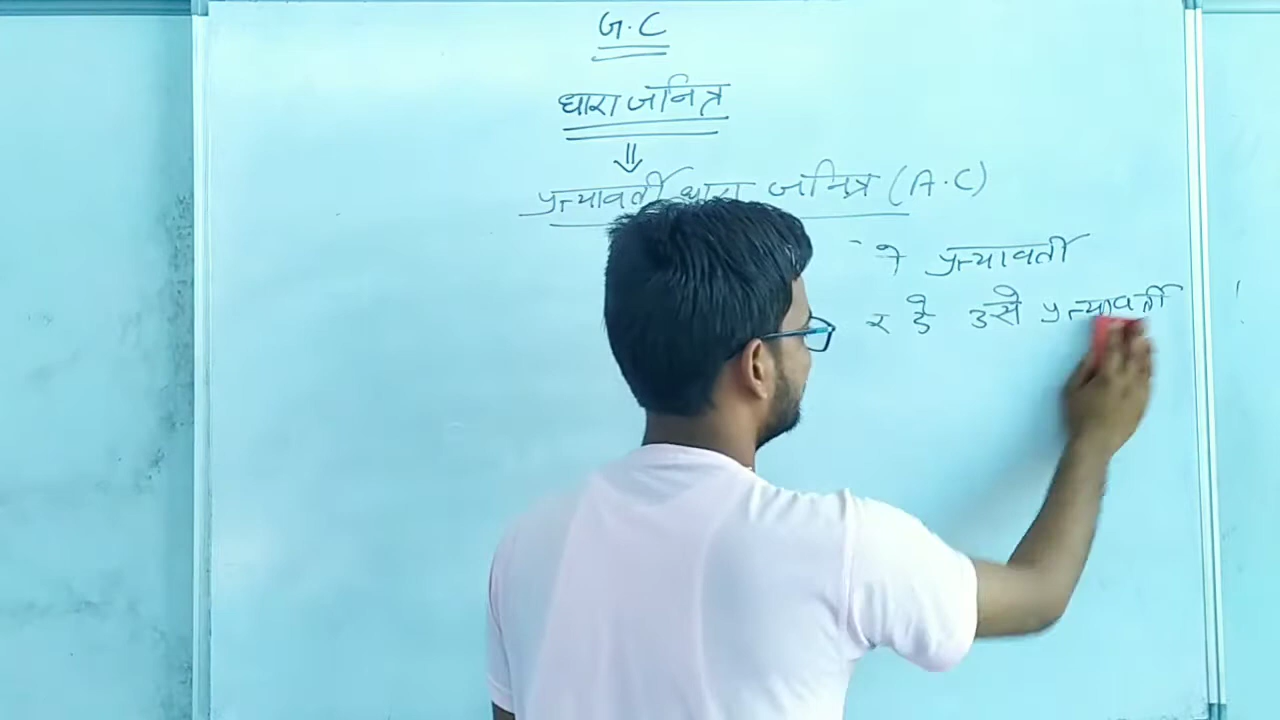 G.C
धारा जनित्र
⇓
प्रत्यावर्ती धारा जनित्र (A.C)
प्रत्यावर्ती
उसे प्रत्यावर्ती